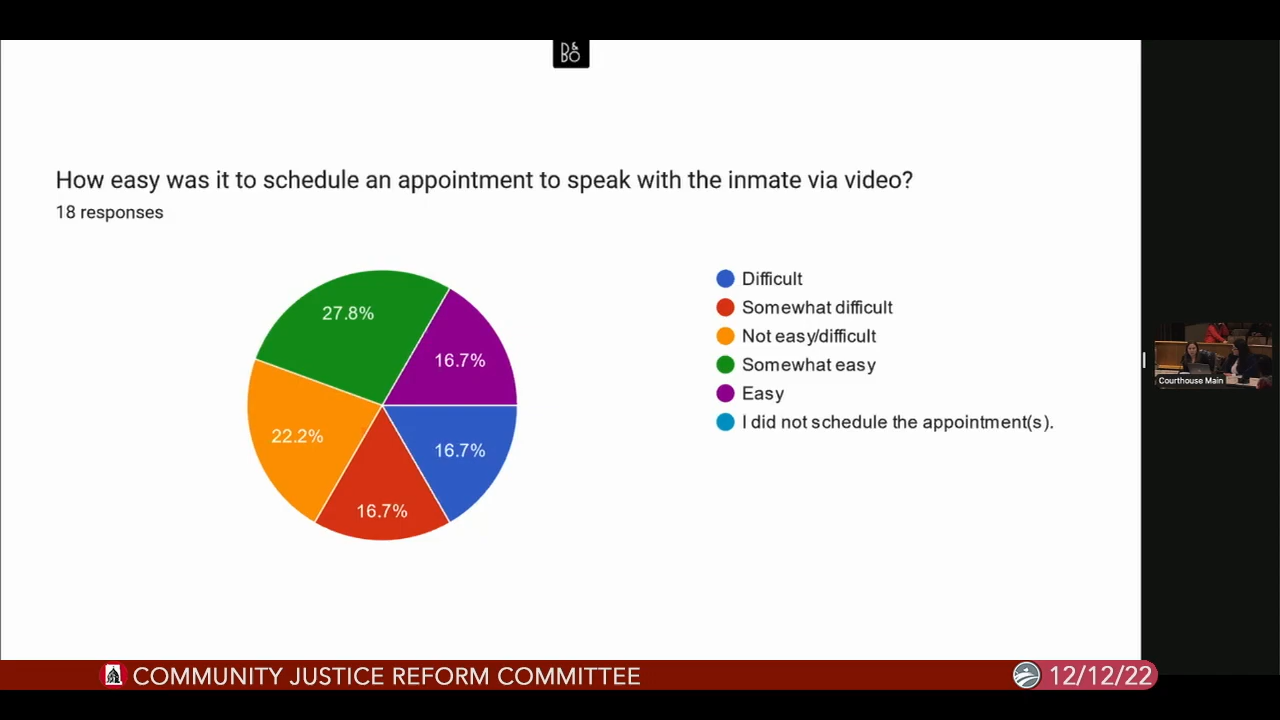 D&
BO
How easy was it to schedule an appointment to speak with the inmate via video?
18 responses
27.8%
16.7%
22.2%
16.7%
16.7%
Difficult
Somewhat difficult
Not easy/difficult
Somewhat easy
Easy
I did not schedule the appointment(s).
Courthouse Main
COMMUNITY JUSTICE REFORM COMMITTEE
12/12/22